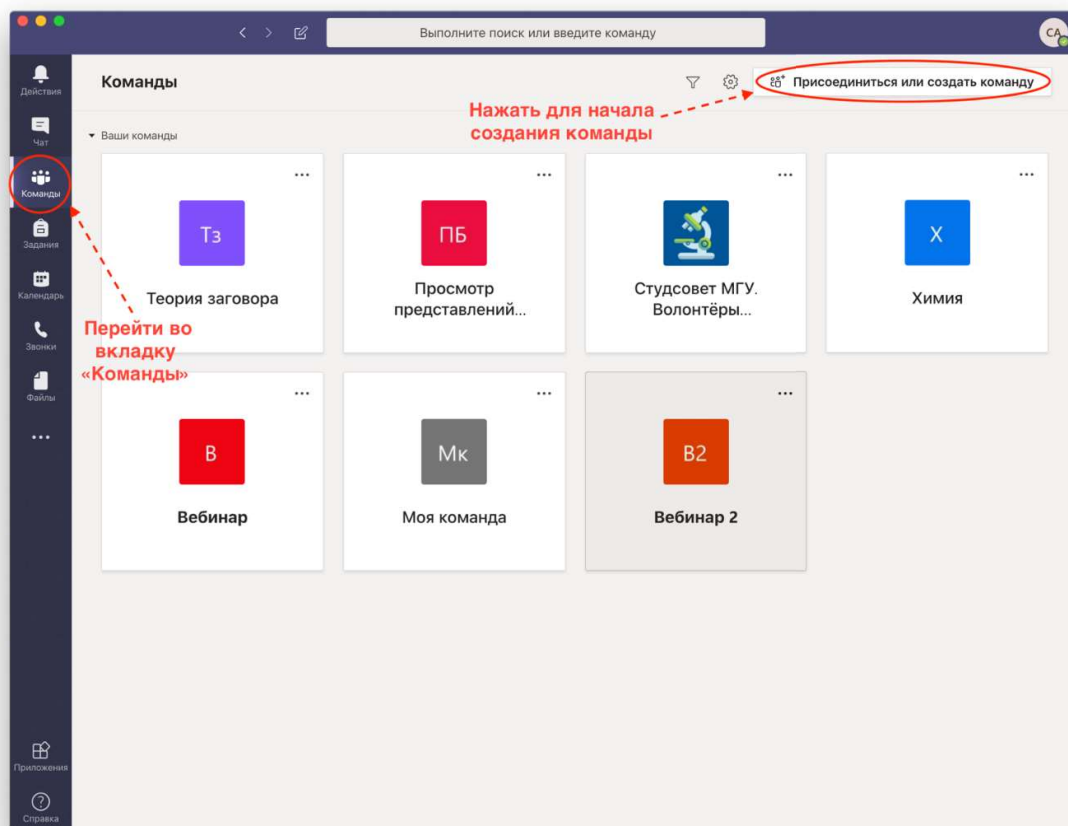 Выполните поиск или введите команду
СА
Действия
Чат
Команды
Задания
Календарь
Звонки
Файлы
Приложения
Справка
Команды
Присоединиться или создать команду
Нажать для начала
создания команды
Ваши команды
Тз
Теория заговора
ПБ
Просмотр
представлений...
Студсовет МГУ.
Волонтёры...
Х
Химия
Перейти во
вкладку
«Команды»
В
Вебинар
Мк
Моя команда
В2
Вебинар 2